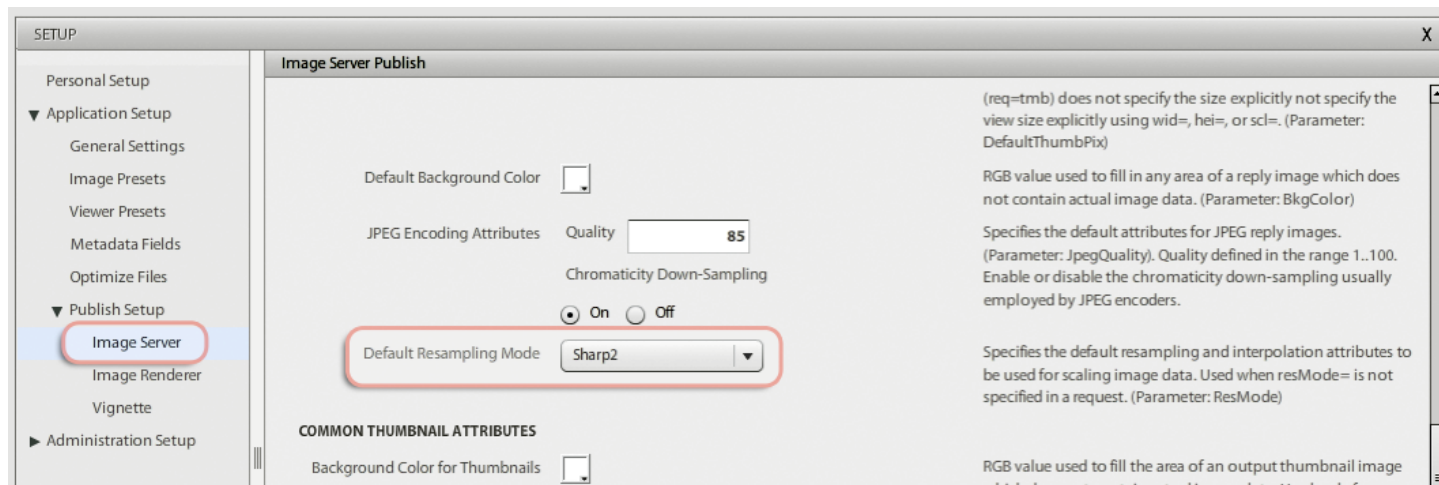 SETUP
X
Personal Setup
Application Setup
General Settings
Image Presets
Viewer Presets
Metadata Fields
Optimize Files
Publish Setup
Image Server
Image Renderer
Vignette
Administration Setup
Image Server Publish
(req=tmb) does not specify the size explicitly not specify the
view size explicitly using wid=, hei=, or scl=. (Parameter:
DefaultThumbPix)
Default Background Color
RGB value used to fill in any area of a reply image which does
not contain actual image data. (Parameter: BkgColor)
JPEG Encoding Attributes
Quality
85
Chromaticity Down-Sampling
On
Off
Specifies the default attributes for JPEG reply images.
(Parameter: JpegQuality). Quality defined in the range 1..100.
Enable or disable the chromaticity down-sampling usually
employed by JPEG encoders.
Default Resampling Mode
Sharp2
Specifies the default resampling and interpolation attributes to
be used for scaling image data. Used when resMode= is not
specified in a request. (Parameter: ResMode)
COMMON THUMBNAIL ATTRIBUTES
Background Color for Thumbnails
RGB value used to fill the area of an output thumbnail image